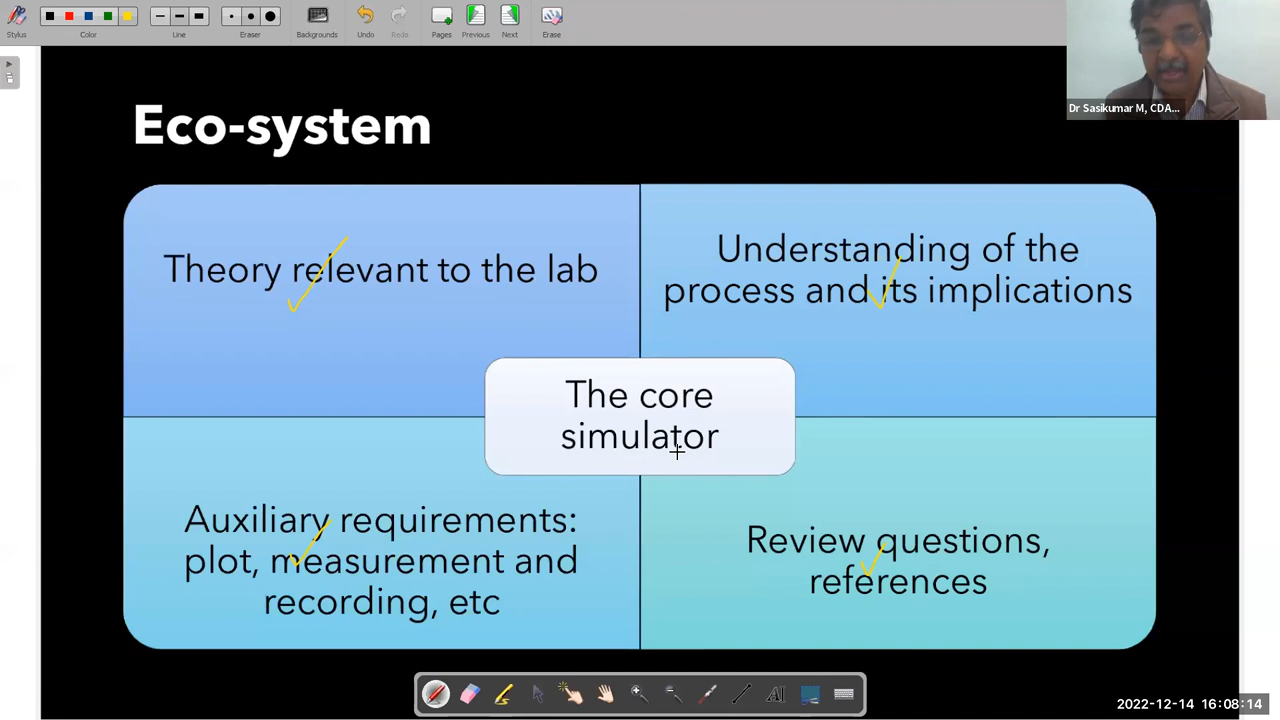 Stylus
Color
Line
Eraser
Backgrounds
Undo
Redo
Pages
Previous
Next
Erase
Dr Sasikumar M, CDA...
Eco-system
Theory relevant to the lab
Understanding of the
process and its implications
The core
simulator
Auxiliary requirements:
plot, measurement and
recording, etc
Review questions,
references
AI
2022-12-14 16:08:14